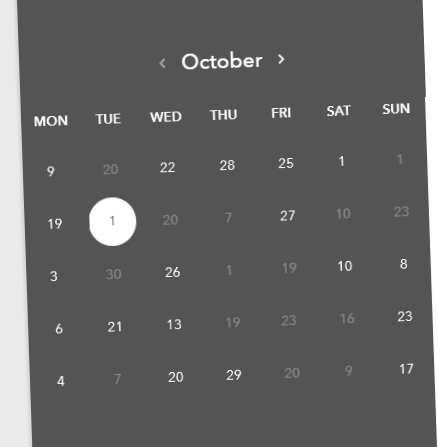 ‹ October ›
MON TUE WED THU FRI SAT SUN
9 20 22 28 25 1 1
19 1 20 7 27 10 23
3 30 26 1 19 10 8
6 21 13 19 23 16 23
4 7 20 29 20 9 17